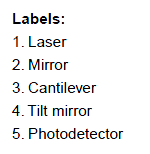 Labels:
1. Laser
2. Mirror
3. Cantilever
4. Tilt mirror
5. Photodetector